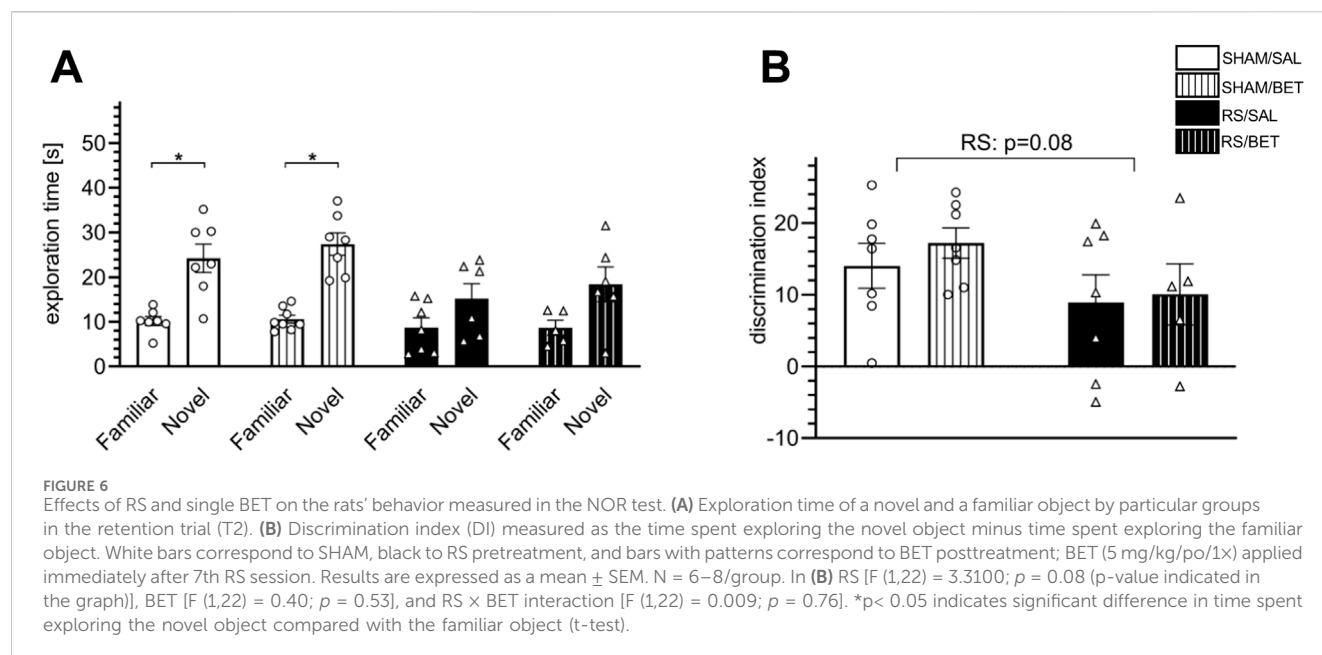 A
B
SHAM/SAL
SHAM/BET
RS/SAL
RS/BET
exploration time [s]
50
40
30
20
10
0
*
*
Familiar
Novel
Familiar
Novel
Familiar
Novel
Familiar
Novel
RS: p=0.08
discrimination index
20
10
0
-10
FIGURE 6
Effects of RS and single BET on the rats’ behavior measured in the NOR test. (A) Exploration time of a novel and a familiar object by particular groups
in the retention trial (T2). (B) Discrimination index (DI) measured as the time spent exploring the novel object minus time spent exploring the familiar
object. White bars correspond to SHAM, black to RS pretreatment, and bars with patterns correspond to BET posttreatment; BET (5 mg/kg/po/1×) applied
immediately after 7th RS session. Results are expressed as a mean ± SEM. N = 6–8/group. In (B) RS [F (1,22) = 3.3100; p = 0.08 (p-value indicated in
the graph)], BET [F (1,22) = 0.40; p = 0.53], and RS × BET interaction [F (1,22) = 0.009; p = 0.76]. *p< 0.05 indicates significant difference in time spent
exploring the novel object compared with the familiar object (t-test).